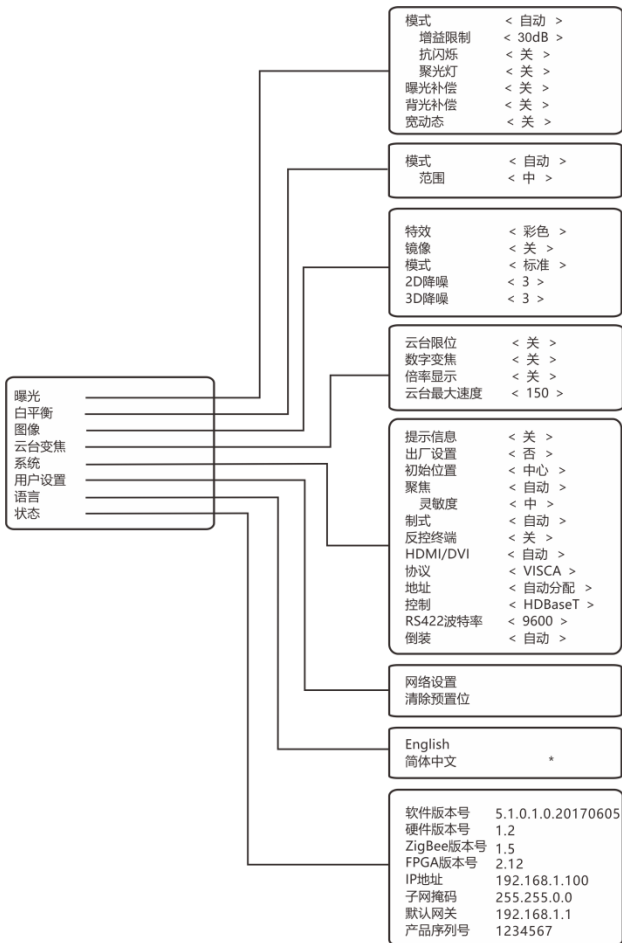 曝光
白平衡
图像
云台变焦
系统
用户设置
语言
状态
模式 < 自动 >
增益限制 < 30dB >
抗闪烁 < 关 >
聚光灯 < 关 >
曝光补偿 < 关 >
背光补偿 < 关 >
宽动态 < 关 >
模式 < 自动 >
范围 < 中 >
特效 < 彩色 >
镜像 < 关 >
模式 < 标准 >
2D降噪 < 3 >
3D降噪 < 3 >
云台限位 < 关 >
数字变焦 < 关 >
倍率显示 < 关 >
云台最大速度 < 150 >
提示信息 < 关 >
出厂设置 < 否 >
初始位置 < 中心 >
聚焦 < 自动 >
灵敏度 < 中 >
制式 < 自动 >
反控终端 < 关 >
HDMI/DVI < 自动 >
协议 < VISCA >
地址 < 自动分配 >
控制 < HDBaseT >
RS422波特率 < 9600 >
倒装 < 自动 >
网络设置
清除预置位
English
简体中文 *
软件版本号 5.1.0.1.0.20170605
硬件版本号 1.2
ZigBee版本号 1.5
FPGA版本号 2.12
IP地址 192.168.1.100
子网掩码 255.255.0.0
默认网关 192.168.1.1
产品序列号 1234567